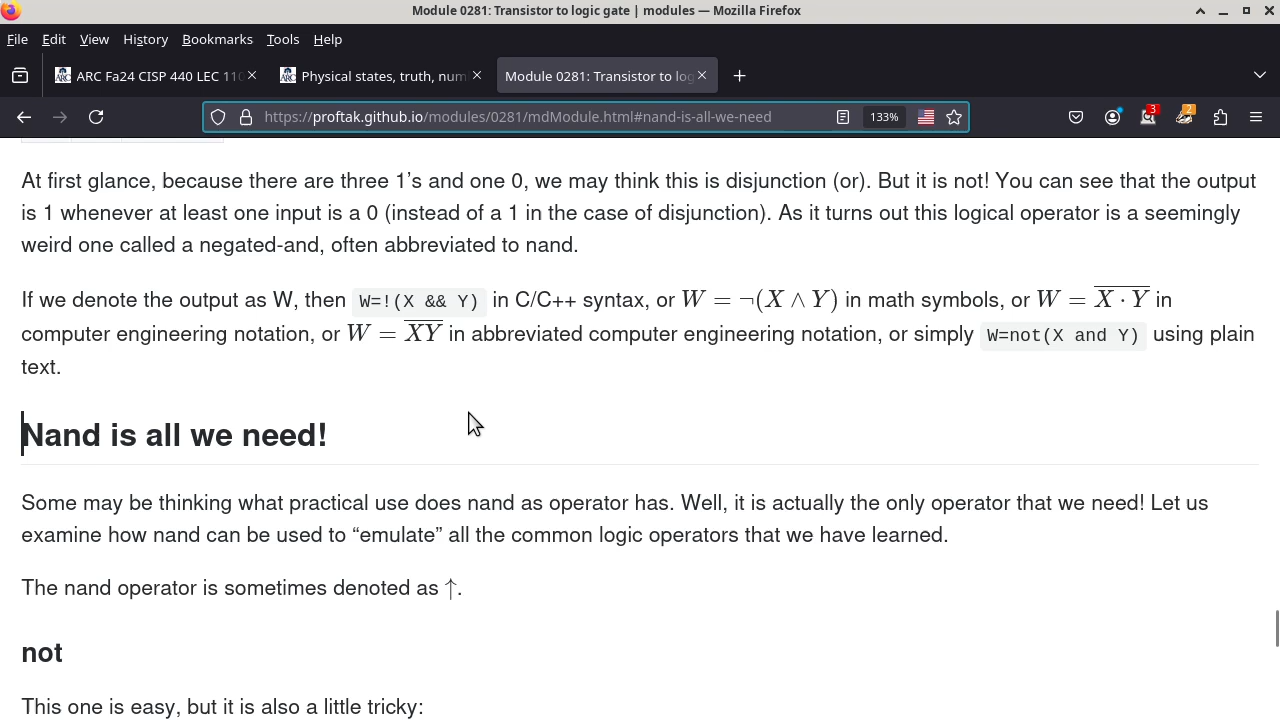 Module 0281: Transistor to logic gate | modules — Mozilla Firefox
File Edit View History Bookmarks Tools Help
ARC Fa24 CISP 440 LEC 110 Physical states, truth, num Module 0281: Transistor to log
https://proftak.github.io/modules/0281/mdModule.html#nand-is-all-we-need 133% 3 2
At first glance, because there are three 1’s and one 0, we may think this is disjunction (or). But it is not! You can see that the output
is 1 whenever at least one input is a 0 (instead of a 1 in the case of disjunction). As it turns out this logical operator is a seemingly
weird one called a negated-and, often abbreviated to nand.
If we denote the output as W, then W=!(X && Y) in C/C++ syntax, or W = ¬(X ∧ Y) in math symbols, or W = \overline{X · Y} in
computer engineering notation, or W = \overline{XY} in abbreviated computer engineering notation, or simply W=not(X and Y) using plain
text.
Nand is all we need!
Some may be thinking what practical use does nand as operator has. Well, it is actually the only operator that we need! Let us
examine how nand can be used to “emulate” all the common logic operators that we have learned.
The nand operator is sometimes denoted as ↑.
not
This one is easy, but it is also a little tricky: